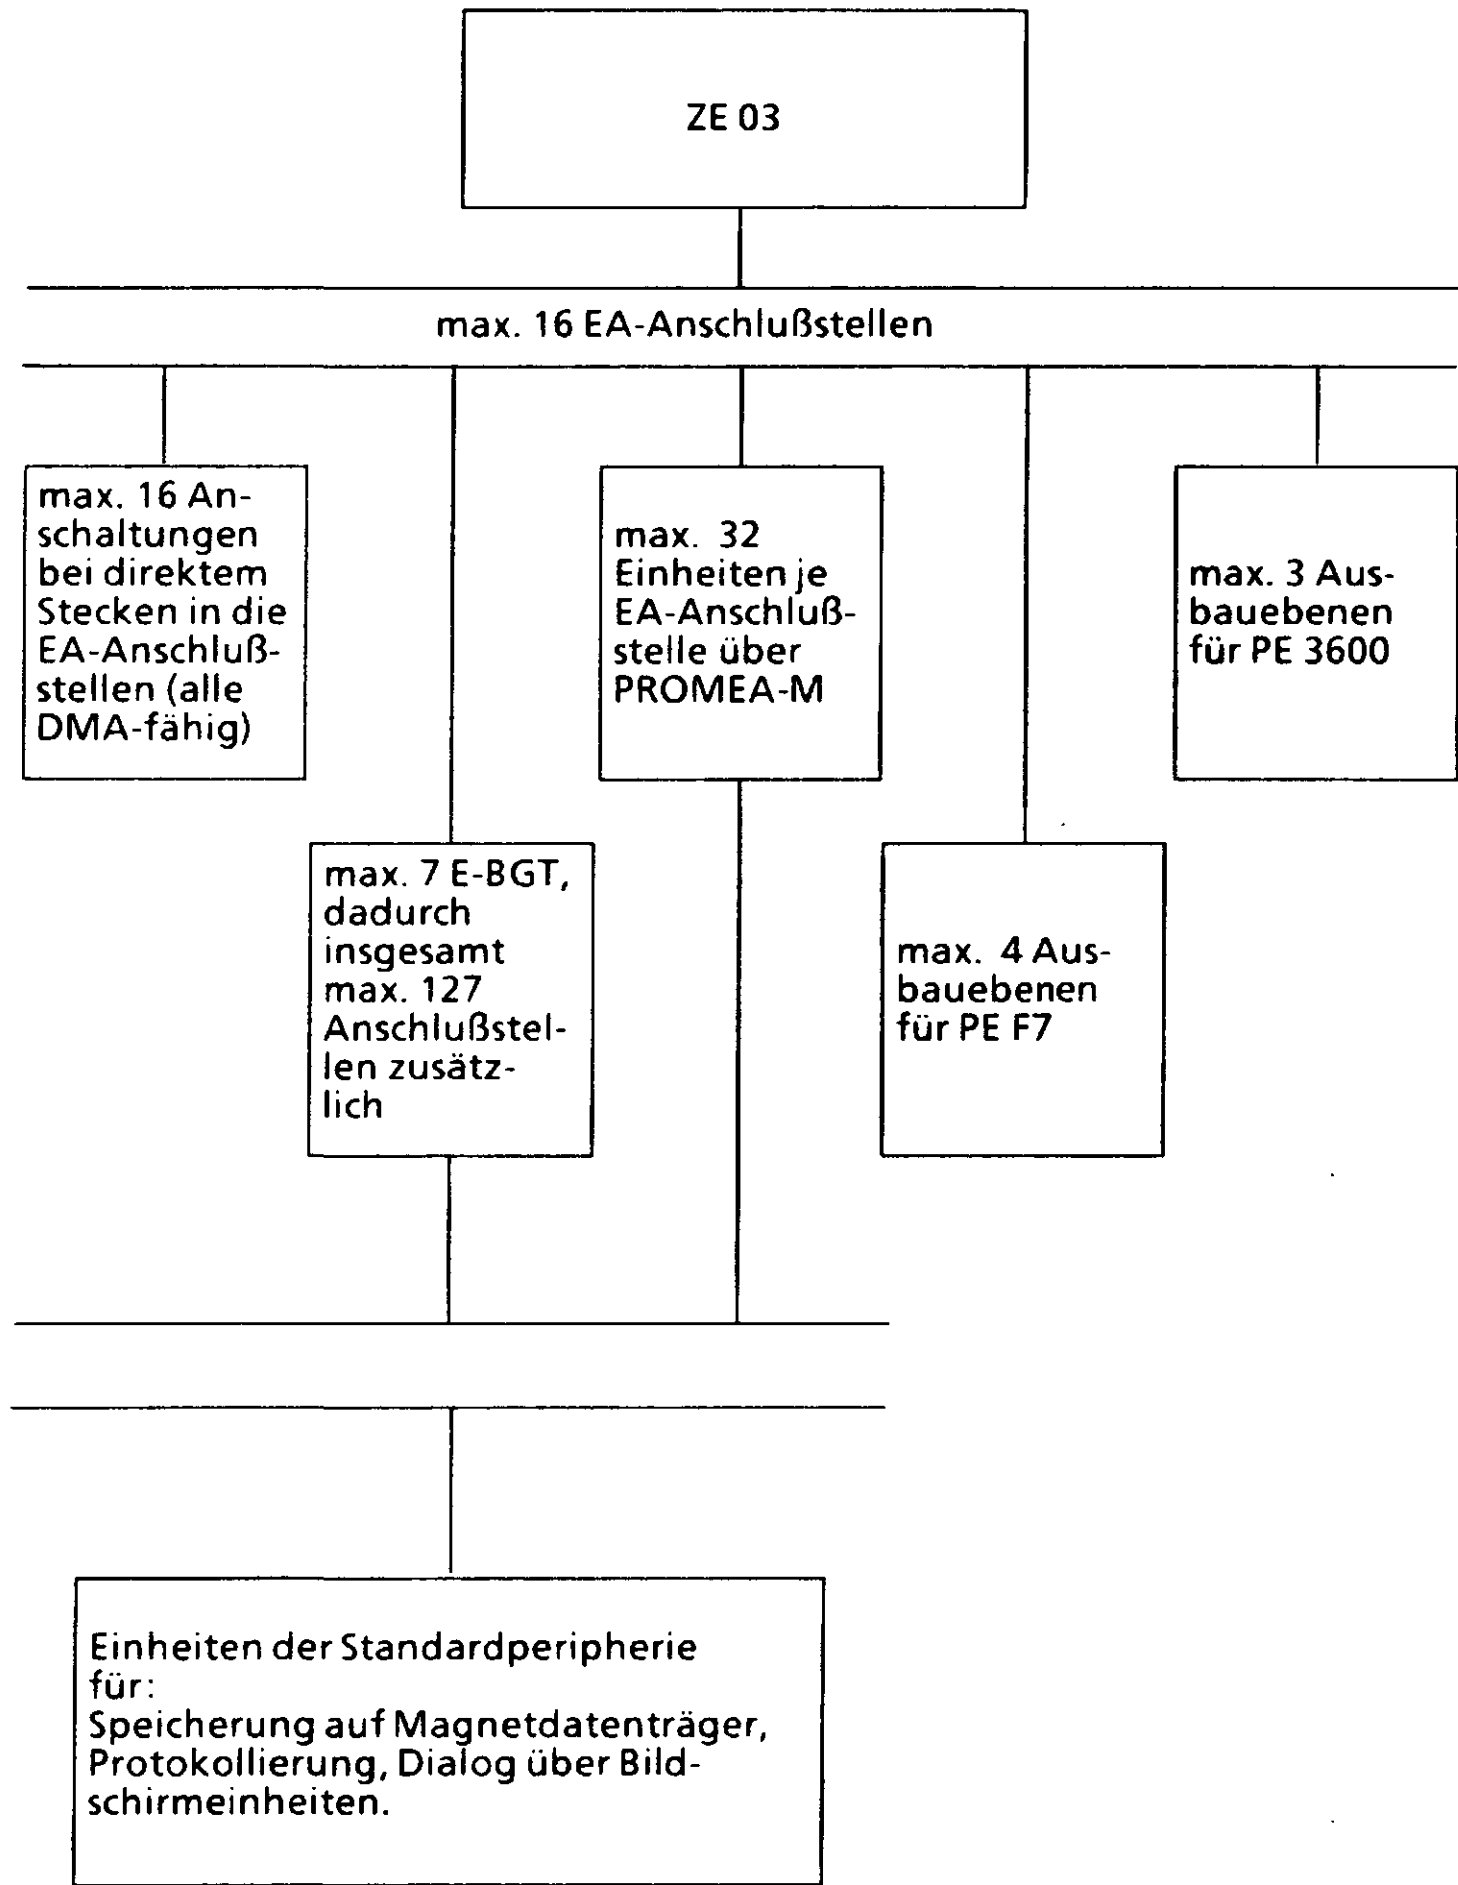 ZE 03
max. 16 EA-Anschlußstellen
max. 16 An-
schaltungen
bei direktem
Stecken in die
EA-Anschluß-
stellen (alle
DMA-fähig)
max. 32
Einheiten je
EA-Anschluß-
stelle über
PROMEA-M
max. 3 Aus-
bauebenen
für PE 3600
max. 7 E-BGT,
dadurch
insgesamt
max. 127
Anschlußstel-
len zusätz-
lich
max. 4 Aus-
bauebenen
für PE F7
Einheiten der Standardperipherie
für:
Speicherung auf Magnetdatenträger,
Protokollierung, Dialog über Bild-
schirmeinheiten.